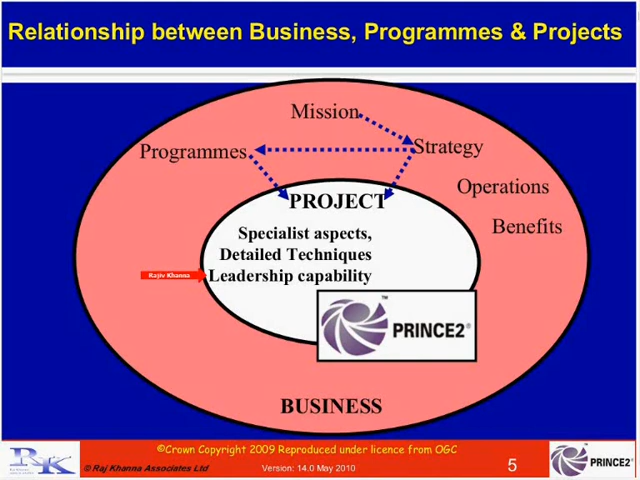 Relationship between Business, Programmes & Projects
Mission
Programmes
Strategy
Operations
Benefits
PROJECT
Specialist aspects,
Detailed Techniques
Leadership capability
Rajiv Khanna
PRINCE2
TM
BUSINESS
©Crown Copyright 2009 Reproduced under licence from OGC
RK
© Raj Khanna Associates Ltd
Version: 14.0 May 2010
5
PRINCE2